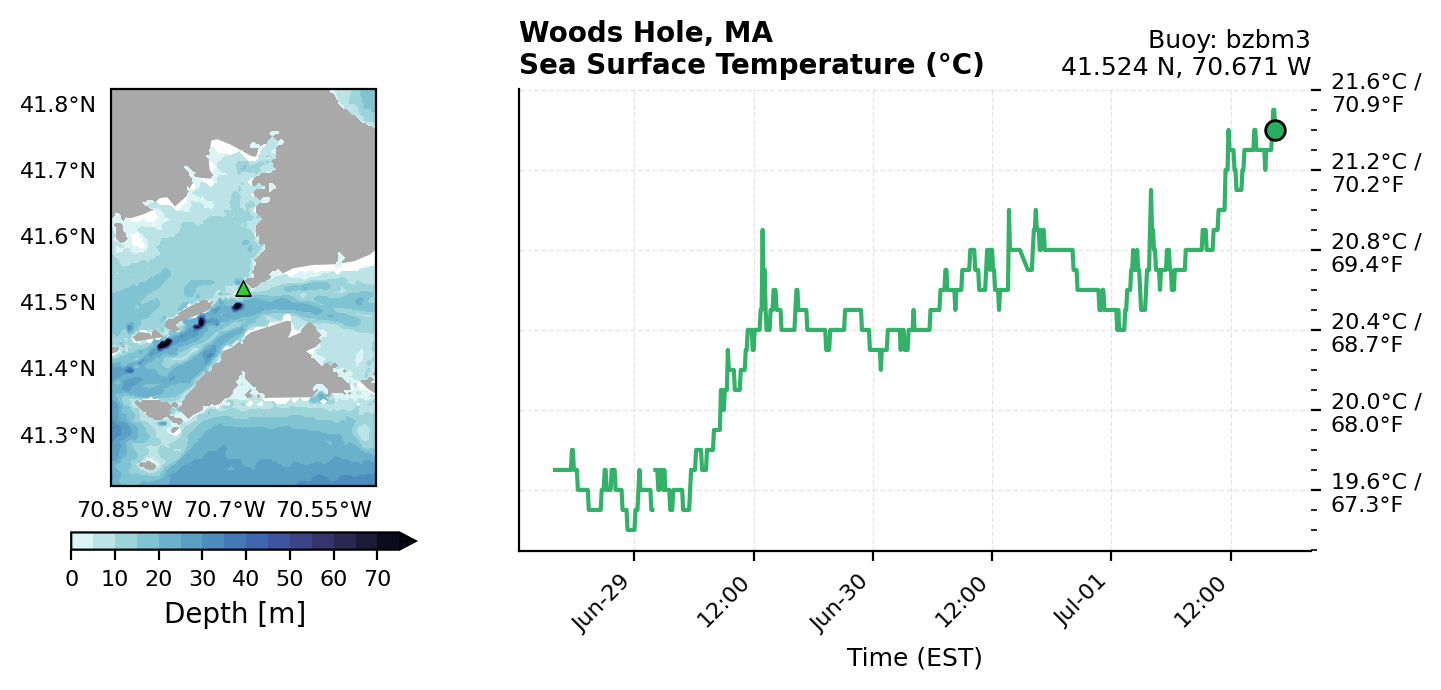 Woods Hole, MA
Sea Surface Temperature (°C)
Buoy: bzbm3
41.524 N, 70.671 W
41.8°N
41.7°N
41.6°N
41.5°N
41.4°N
41.3°N
70.85°W 70.7°W 70.55°W
0 10 20 30 40 50 60 70
Depth [m]
21.6°C /
70.9°F
21.2°C /
70.2°F
20.8°C /
69.4°F
20.4°C /
68.7°F
20.0°C /
68.0°F
19.6°C /
67.3°F
Jun-29 12:00 Jun-30 12:00 Jul-01 12:00
Time (EST)